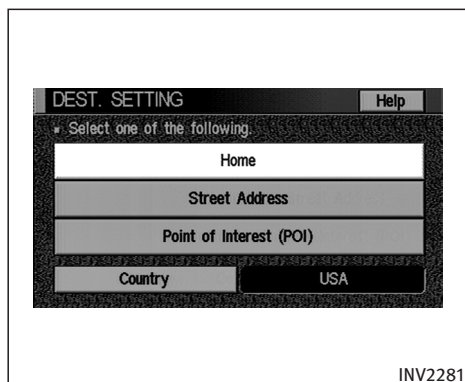 DEST. SETTING Help
Select one of the following.
Home
Street Address
Point of Interest (POI)
Country USA
INV2281